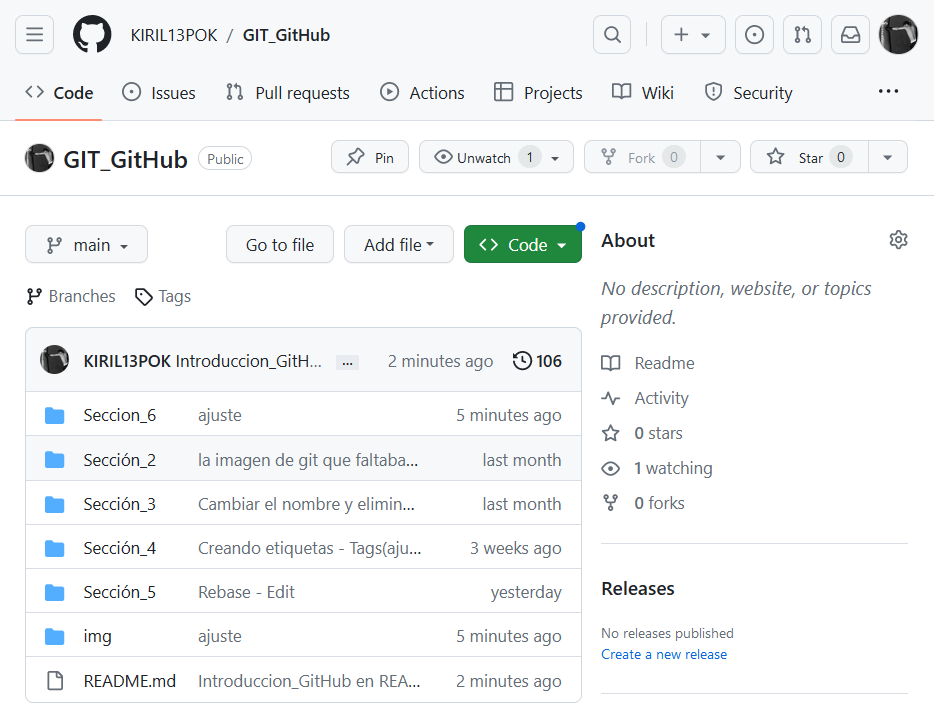 KIRIL13POK / GIT_GitHub
Code Issues Pull requests Actions Projects Wiki Security ...
GIT_GitHub Public Pin Unwatch 1 Fork 0 Star 0
main Go to file Add file Code
Branches Tags
KIRIL13POK Introduccion_GitH... ... 2 minutes ago 106
Seccion_6 ajuste 5 minutes ago
Sección_2 la imagen de git que faltaba... last month
Sección_3 Cambiar el nombre y elimin... last month
Sección_4 Creando etiquetas - Tags(aju... 3 weeks ago
Sección_5 Rebase - Edit yesterday
img ajuste 5 minutes ago
README.md Introduccion_GitHub en REA... 2 minutes ago
About
No description, website, or topics
provided.
Readme
Activity
0 stars
1 watching
0 forks
Releases
No releases published
Create a new release